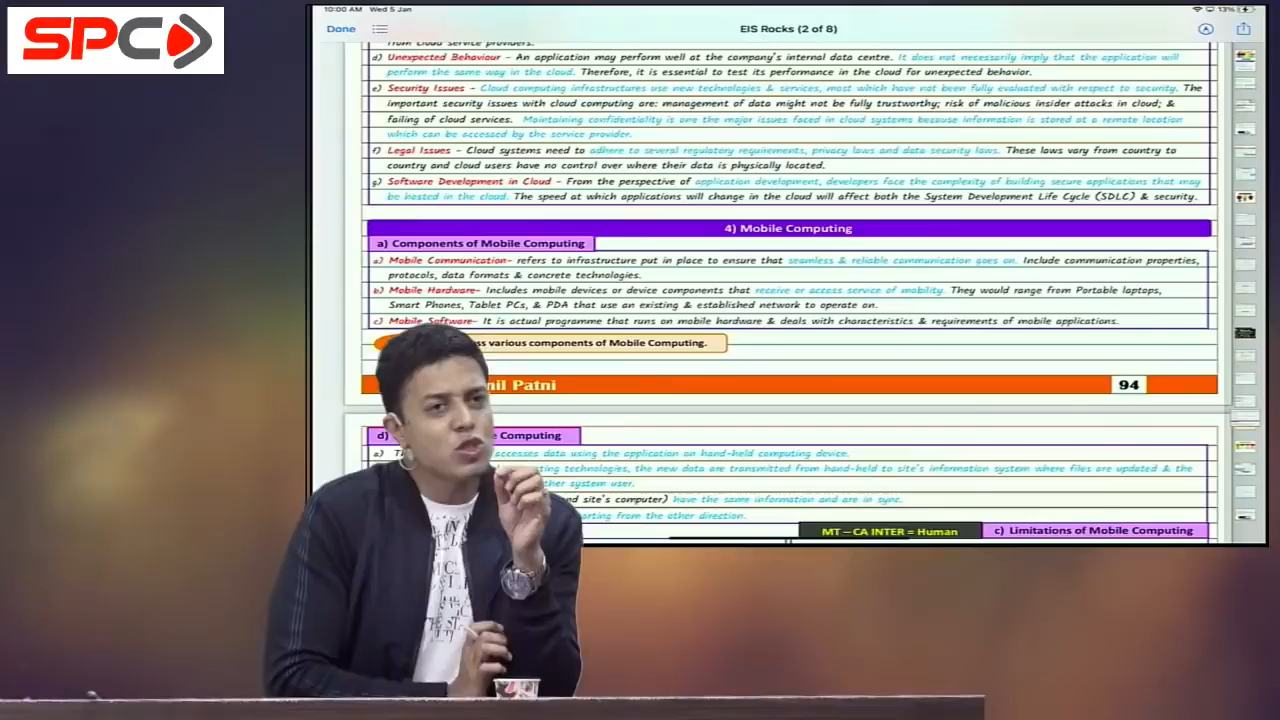 10:00 AM Wed 5 Jan
13%
SPC
Done
EIS Rocks (2 of 8)
from cloud service providers.
d) Unexpected Behaviour – An application may perform well at the company's internal data centre. It does not necessarily imply that the application will
perform the same way in the cloud. Therefore, it is essential to test its performance in the cloud for unexpected behavior.
e) Security Issues – Cloud computing infrastructures use new technologies & services, most which have not been fully evaluated with respect to security. The
important security issues with cloud computing are: management of data might not be fully trustworthy; risk of malicious insider attacks in cloud; &
failing of cloud services. Maintaining confidentiality is one the major issues faced in cloud systems because information is stored at a remote location
which can be accessed by the service provider.
f) Legal Issues – Cloud systems need to adhere to several regulatory requirements, privacy laws and data security laws. These laws vary from country to
country and cloud users have no control over where their data is physically located.
g) Software Development in Cloud – From the perspective of application development, developers face the complexity of building secure applications that may
be hosted in the cloud. The speed at which applications will change in the cloud will affect both the System Development Life Cycle (SDLC) & security.
4) Mobile Computing
a) Components of Mobile Computing
a) Mobile Communication- refers to infrastructure put in place to ensure that seamless & reliable communication goes on. Include communication properties,
protocols, data formats & concrete technologies.
b) Mobile Hardware- Includes mobile devices or device components that receive or access service of mobility. They would range from Portable laptops,
Smart Phones, Tablet PCs, & PDA that use an existing & established network to operate on.
c) Mobile Software- It is actual programme that runs on mobile hardware & deals with characteristics & requirements of mobile applications.
various components of Mobile Computing.
Patni
94
d) Computing
a) accesses data using the application on hand-held computing device.
technologies, the new data are transmitted from hand-held to site's information system where files are updated & the
system user.
and site's computer) have the same information and are in sync.
from the other direction.
MT – CA INTER = Human
c) Limitations of Mobile Computing